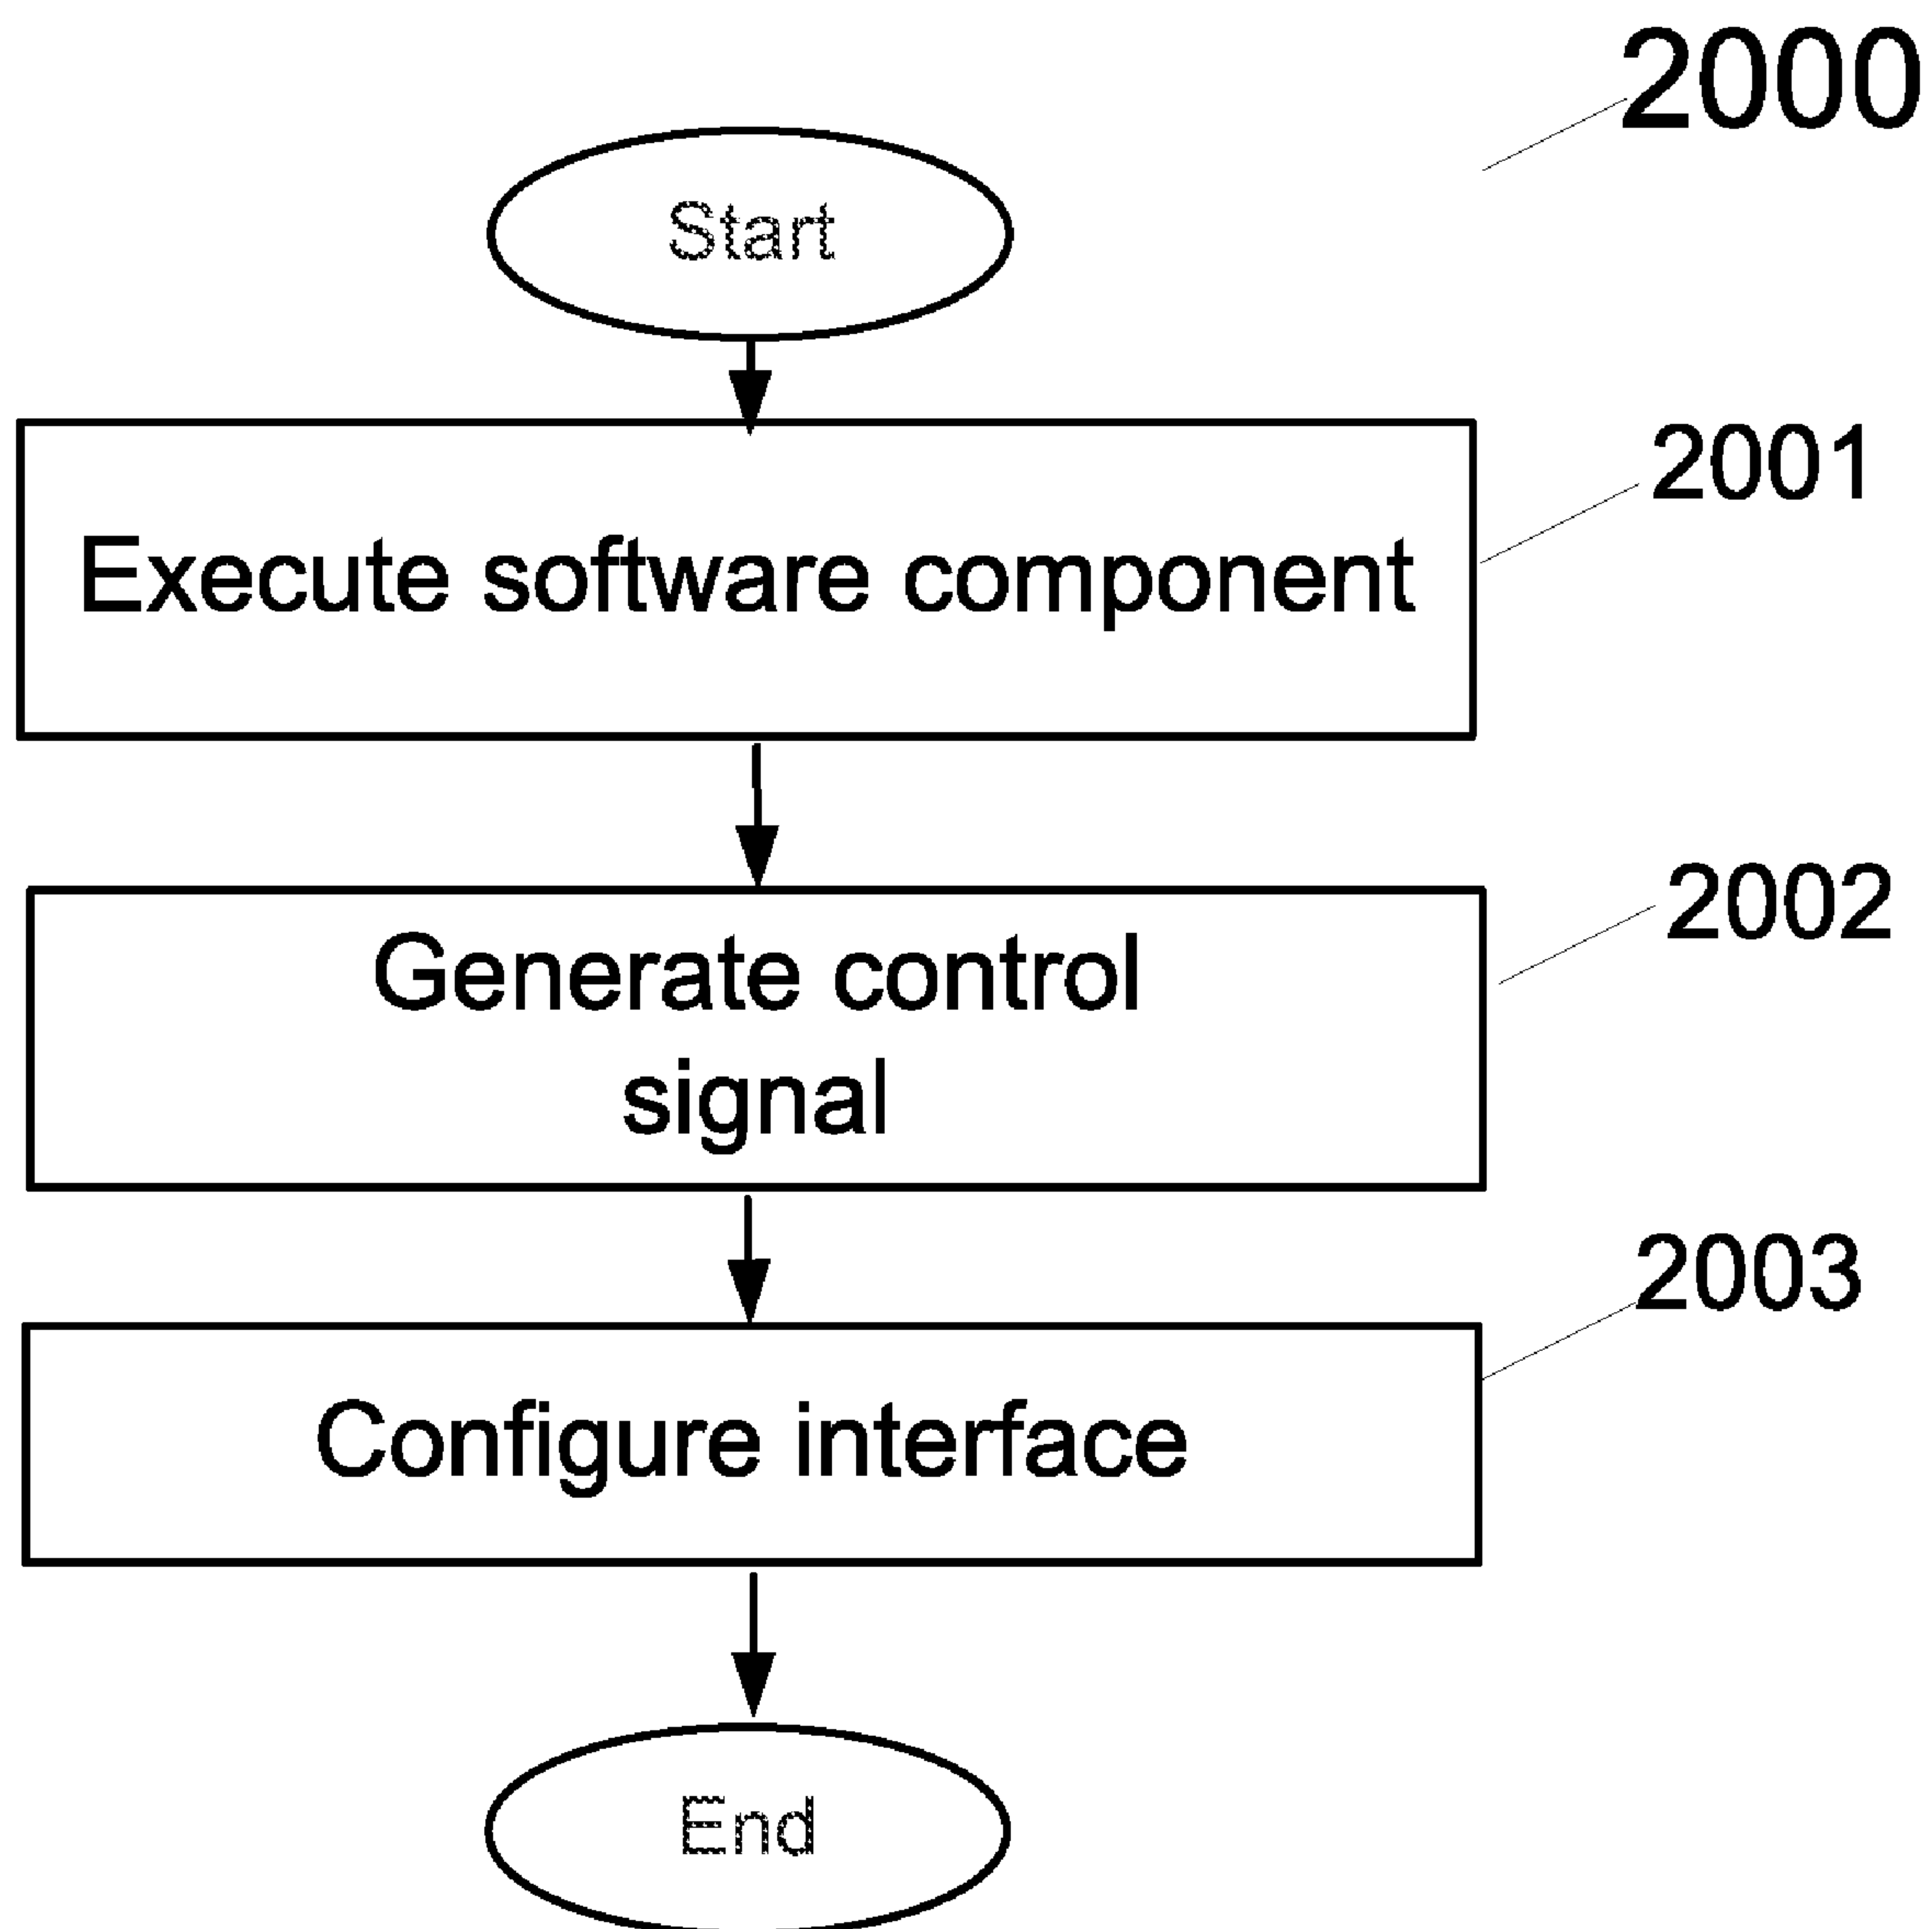 2000
Start
2001
Execute software component
2002
Generate control
signal
2003
Configure interface
End